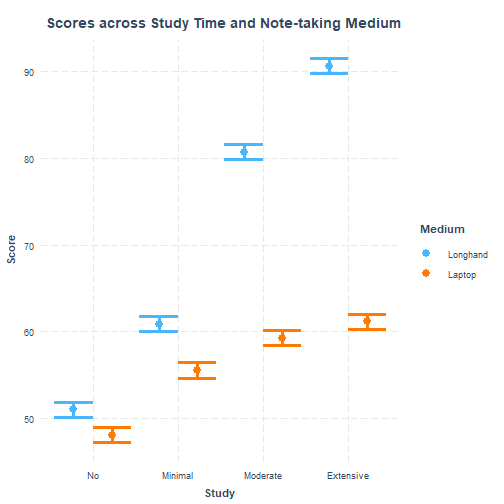 Scores across Study Time and Note-taking Medium
90
80
70
60
50
Score
No Minimal Moderate Extensive
Study
Medium
Longhand
Laptop